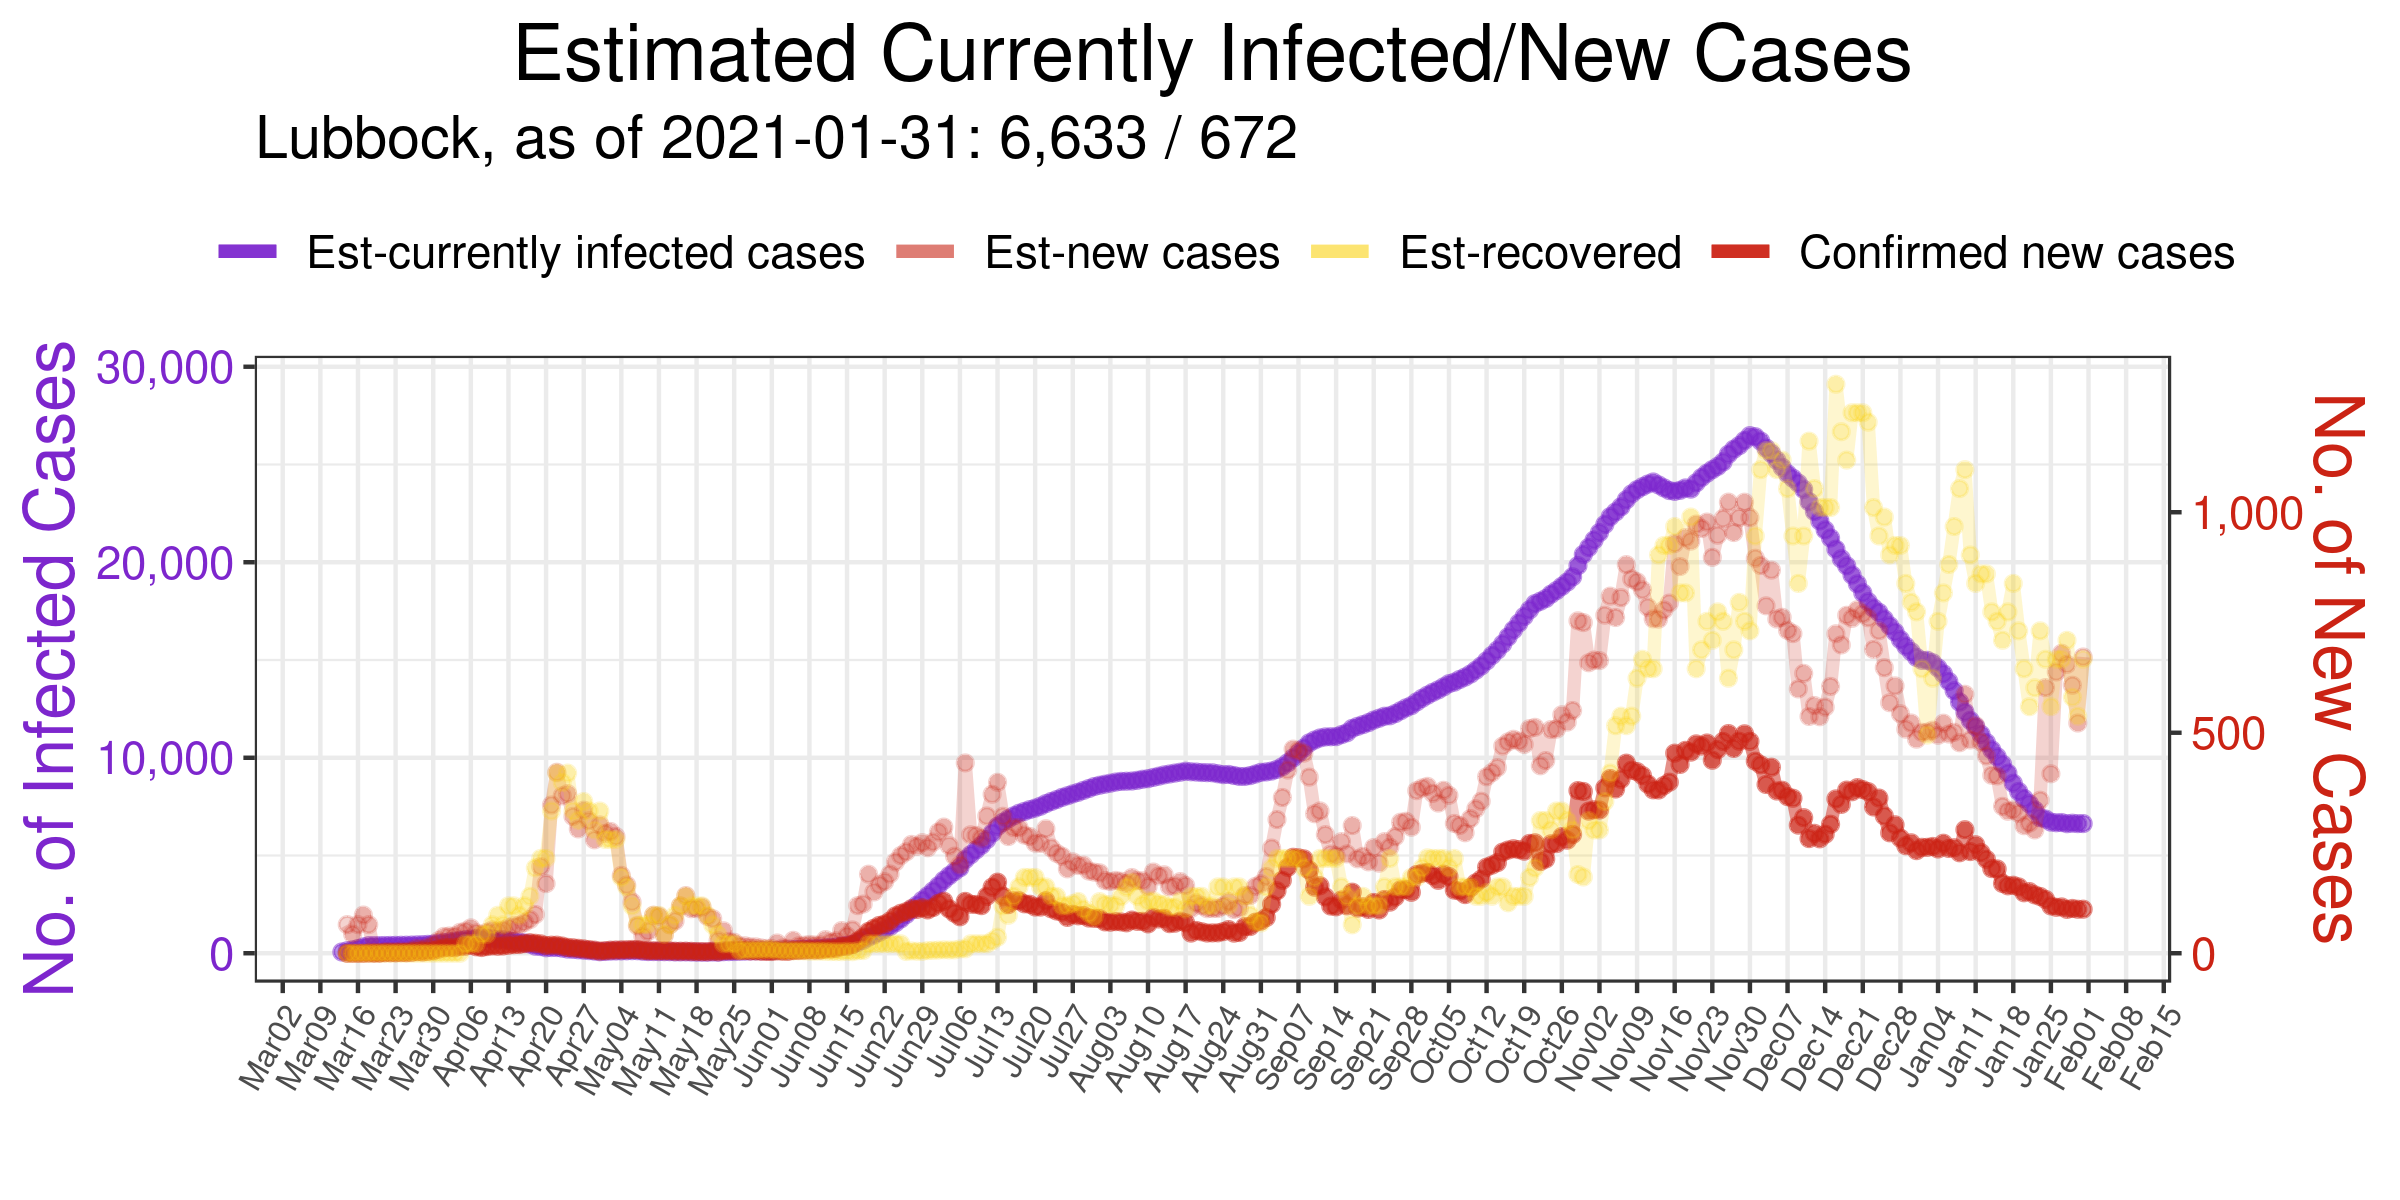 Estimated Currently Infected/New Cases
Lubbock, as of 2021-01-31: 6,633 / 672
Est-currently infected cases Est-new cases Est-recovered Confirmed new cases
No. of Infected Cases
30,000
20,000
10,000
0
No. of New Cases
1,000
500
0
Mar02 Mar09 Mar16 Mar23 Mar30 Apr06 Apr13 Apr20 Apr27 May04 May11 May18 May25 Jun01 Jun08 Jun15 Jun22 Jun29 Jul06 Jul13 Jul20 Jul27 Aug03 Aug10 Aug17 Aug24 Aug31 Sep07 Sep14 Sep21 Sep28 Oct05 Oct12 Oct19 Oct26 Nov02 Nov09 Nov16 Nov23 Nov30 Dec07 Dec14 Dec21 Dec28 Jan04 Jan11 Jan18 Jan25 Feb01 Feb08 Feb15